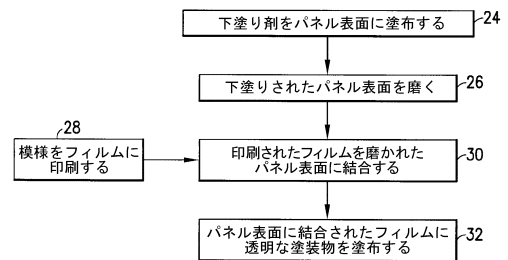 下塗り剤をパネル表面に塗布する
24
下塗りされたパネル表面を磨く
26
28
模様をフィルムに
印刷する
印刷されたフィルムを磨かれた
パネル表面に結合する
30
パネル表面に結合されたフィルムに
透明な塗装物を塗布する
32